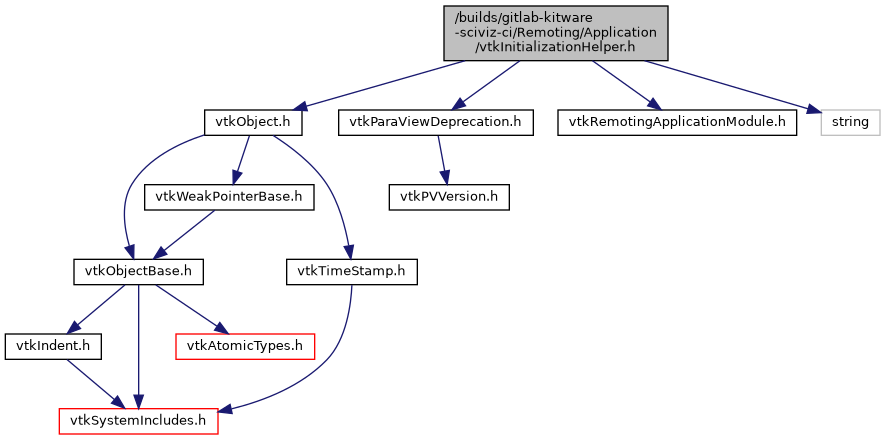 /builds/gitlab-kitware
-sciviz-ci/Remoting/Application
/vtkInitializationHelper.h
vtkObject.h
vtkParaViewDeprecation.h
vtkRemotingApplicationModule.h
string
vtkWeakPointerBase.h
vtkPVVersion.h
vtkObjectBase.h
vtkTimeStamp.h
vtkIndent.h
vtkAtomicTypes.h
vtkSystemIncludes.h